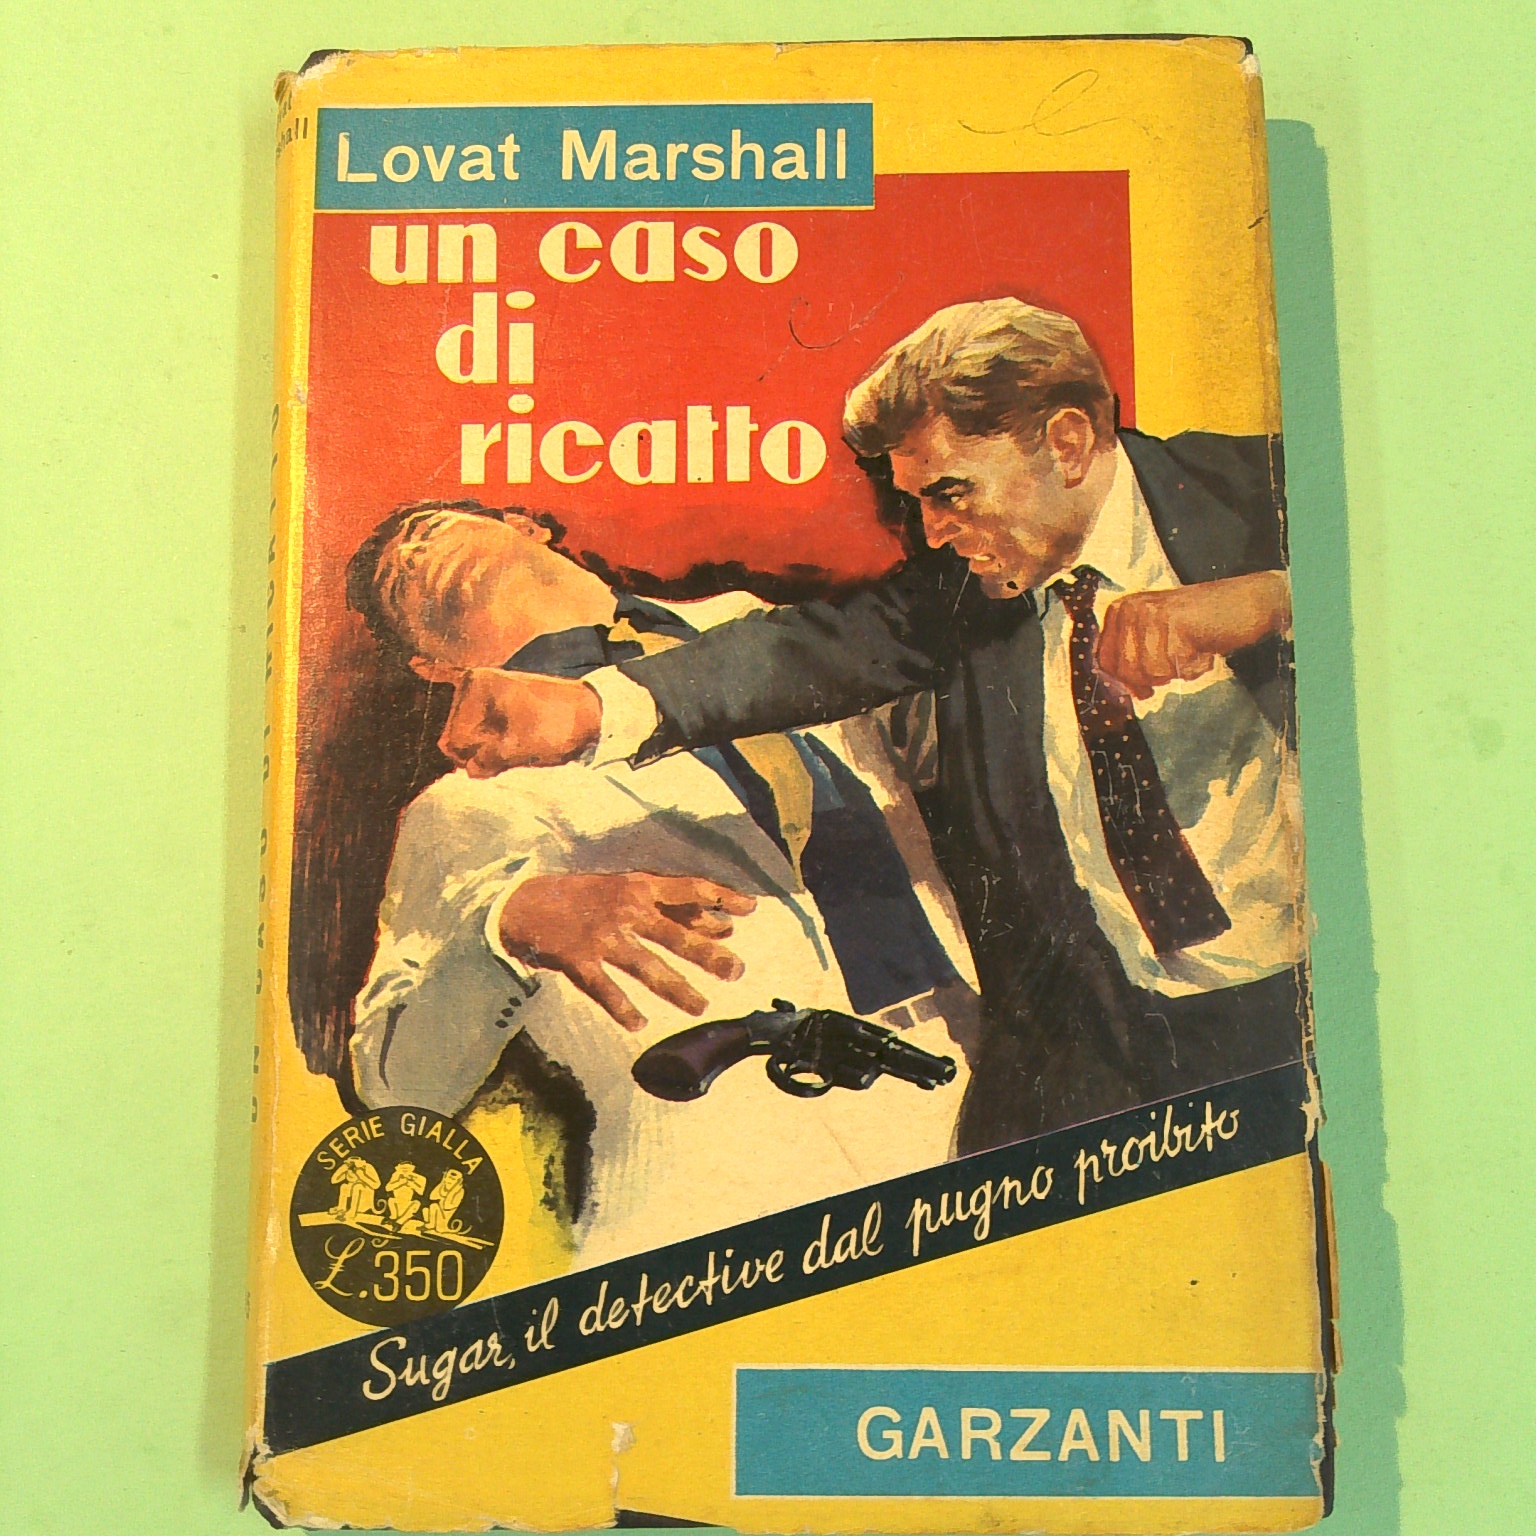 Lovat Marshall
un caso
di
ricatto
SERIE GIALLA
L.350
Sugar, il detective dal pugno proibito
GARZANTI